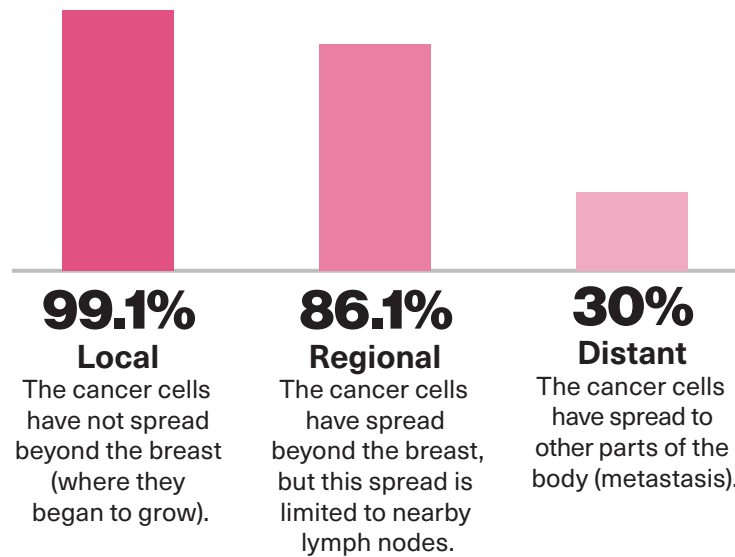 99.1%
Local
The cancer cells
have not spread
beyond the breast
(where they
began to grow).
86.1%
Regional
The cancer cells
have spread
beyond the breast,
but this spread is
limited to nearby
lymph nodes.
30%
Distant
The cancer cells
have spread to
other parts of the
body (metastasis).